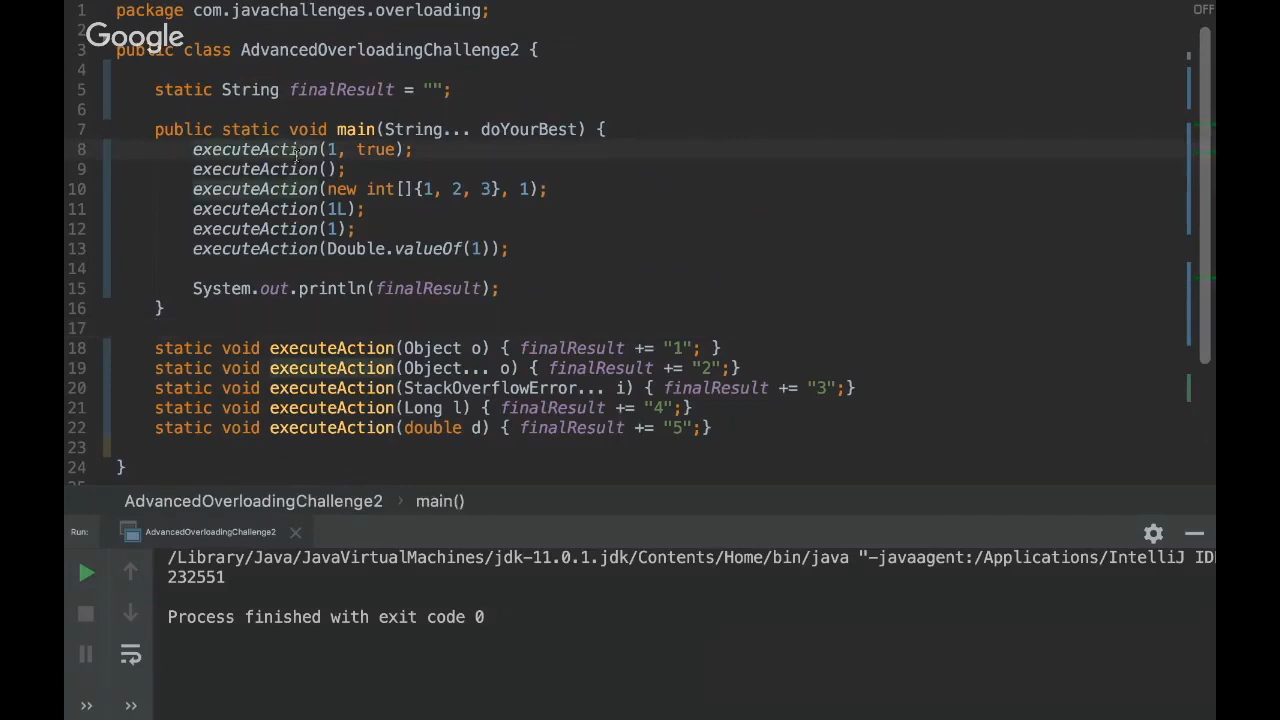 1 package com.javachallenges.overloading;
OFF
2
Google
3 public class AdvancedOverloadingChallenge2 {
4
5 static String finalResult = "";
6
7 public static void main(String... doYourBest) {
8 executeAction(1, true);
9 executeAction();
10 executeAction(new int[]{1, 2, 3}, 1);
11 executeAction(1L);
12 executeAction(1);
13 executeAction(Double.valueOf(1));
14
15 System.out.println(finalResult);
16 }
17
18 static void executeAction(Object o) { finalResult += "1"; }
19 static void executeAction(Object... o) { finalResult += "2";}
20 static void executeAction(StackOverflowError... i) { finalResult += "3";}
21 static void executeAction(Long l) { finalResult += "4";}
22 static void executeAction(double d) { finalResult += "5";}
23
24 }
AdvancedOverloadingChallenge2 › main()
Run: AdvancedOverloadingChallenge2
/Library/Java/JavaVirtualMachines/jdk-11.0.1.jdk/Contents/Home/bin/java "-javaagent:/Applications/IntelliJ ID
232551
Process finished with exit code 0